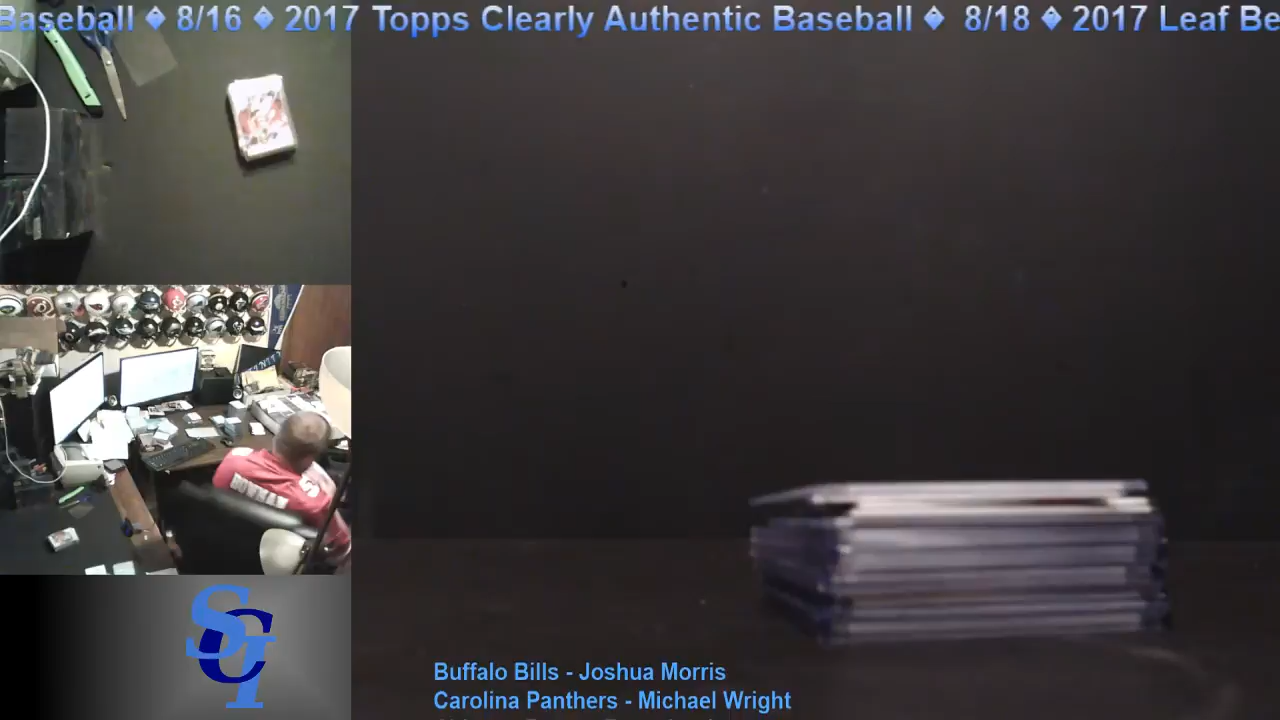 Baseball ♦ 8/16 ♦ 2017 Topps Clearly Authentic Baseball ♦ 8/18 ♦ 2017 Leaf Be
SCI
Buffalo Bills - Joshua Morris
Carolina Panthers - Michael Wright